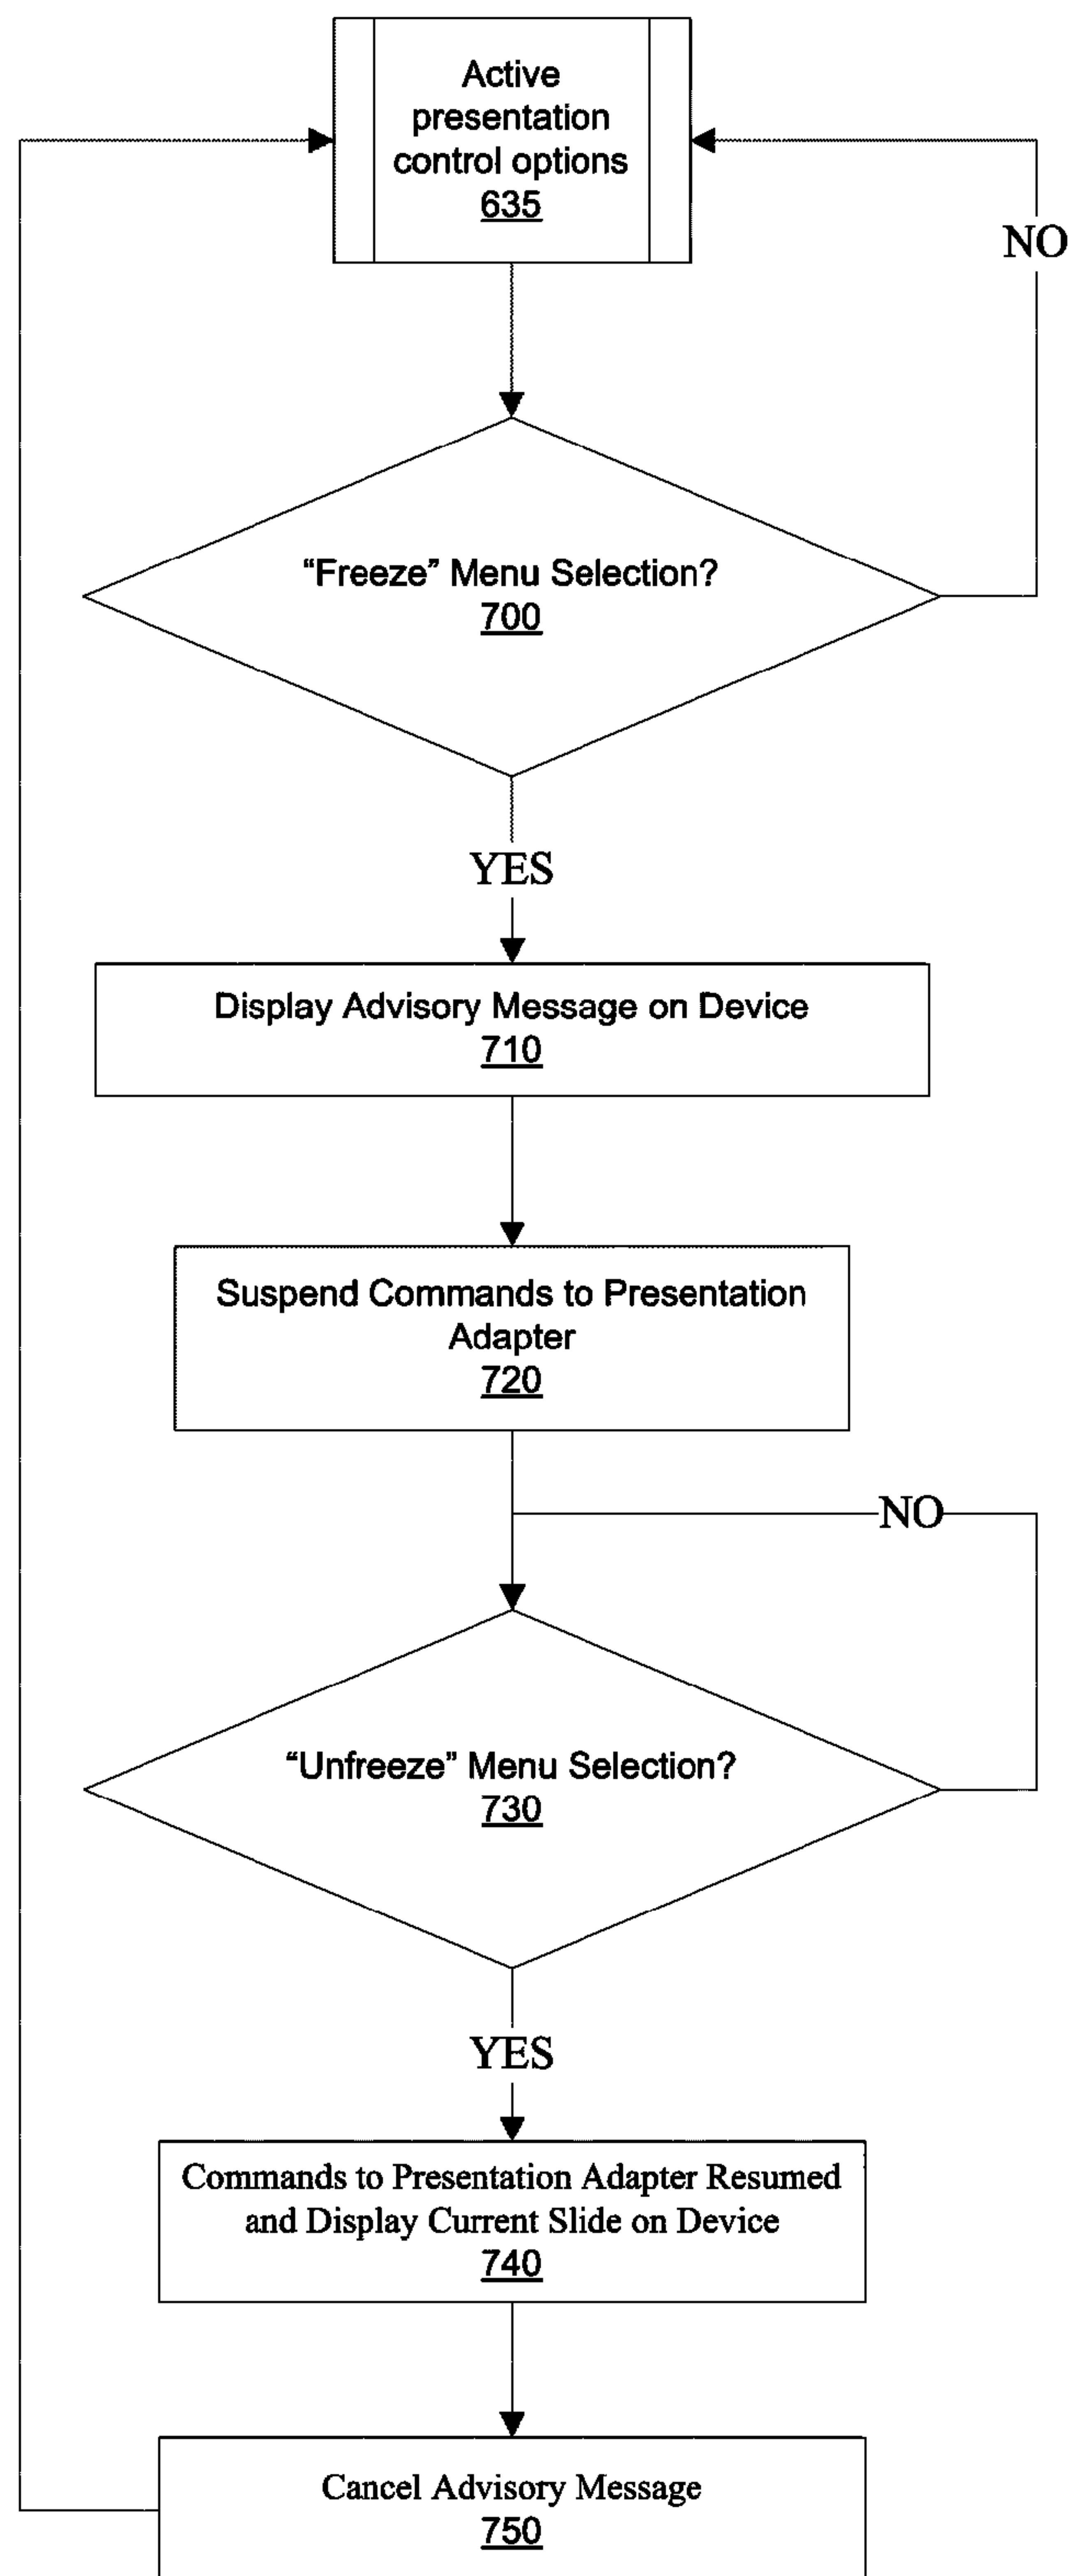 Active
presentation
control options
635
NO
“Freeze” Menu Selection?
700
YES
Display Advisory Message on Device
710
Suspend Commands to Presentation
Adapter
720
NO
“Unfreeze” Menu Selection?
730
YES
Commands to Presentation Adapter Resumed
and Display Current Slide on Device
740
Cancel Advisory Message
750